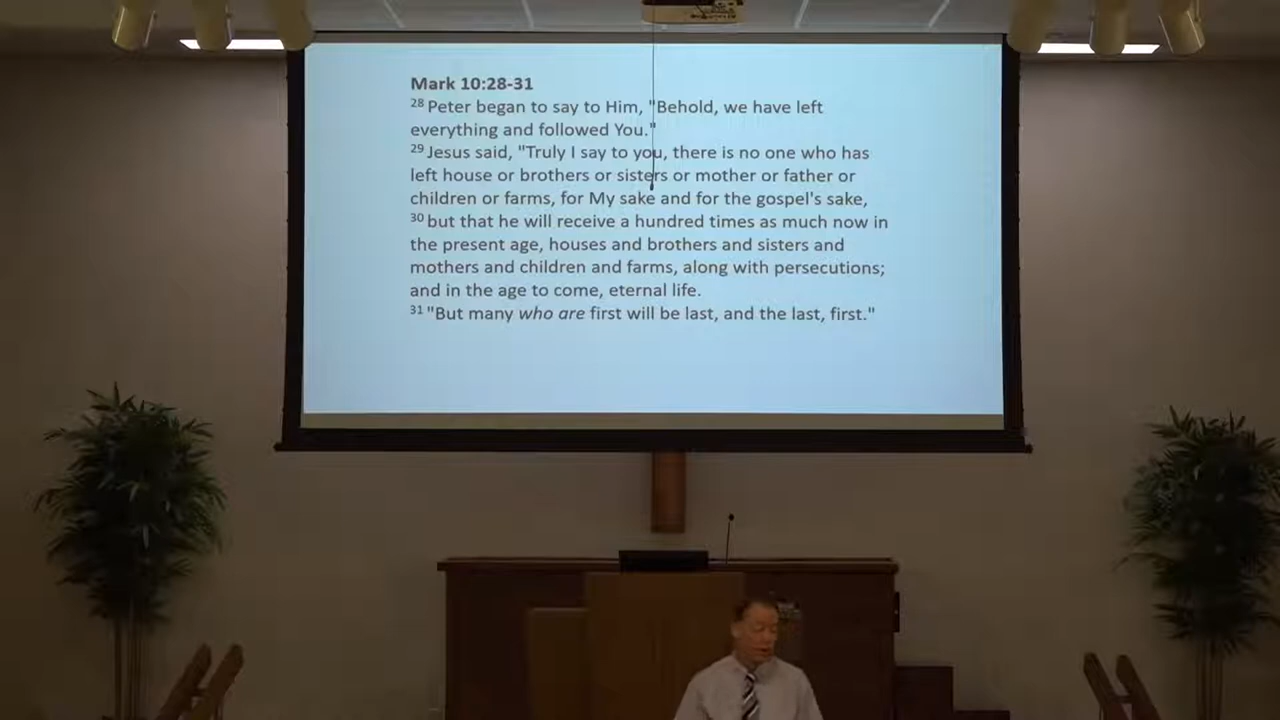 Mark 10:28-31
28 Peter began to say to Him, "Behold, we have left
everything and followed You."
29 Jesus said, "Truly I say to you, there is no one who has
left house or brothers or sisters or mother or father or
children or farms, for My sake and for the gospel's sake,
30 but that he will receive a hundred times as much now in
the present age, houses and brothers and sisters and
mothers and children and farms, along with persecutions;
and in the age to come, eternal life.
31 "But many who are first will be last, and the last, first."